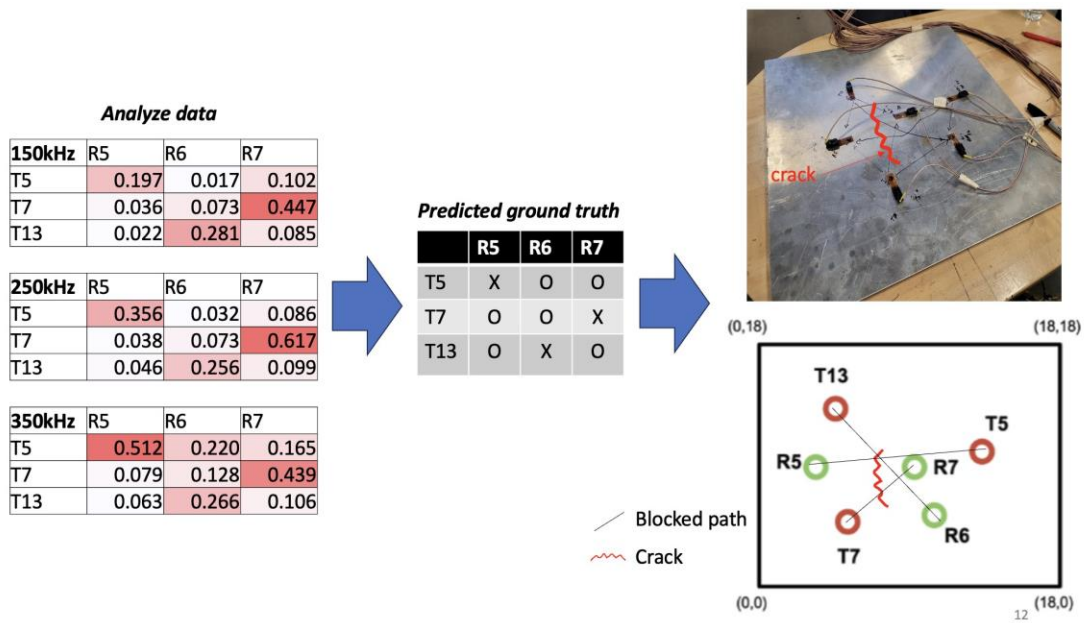 Analyze data
150kHz R5 R6 R7
T5 0.197 0.017 0.102
T7 0.036 0.073 0.447
T13 0.022 0.281 0.085
250kHz R5 R6 R7
T5 0.356 0.032 0.086
T7 0.038 0.073 0.617
T13 0.046 0.256 0.099
350kHz R5 R6 R7
T5 0.512 0.220 0.165
T7 0.079 0.128 0.439
T13 0.063 0.266 0.106
Predicted ground truth
R5 R6 R7
T5 X O O
T7 O O X
T13 O X O
crack
(0,18) (18,18)
T13
T5
R5
R7
R6
T7
(0,0) (18,0)
Blocked path
Crack
12